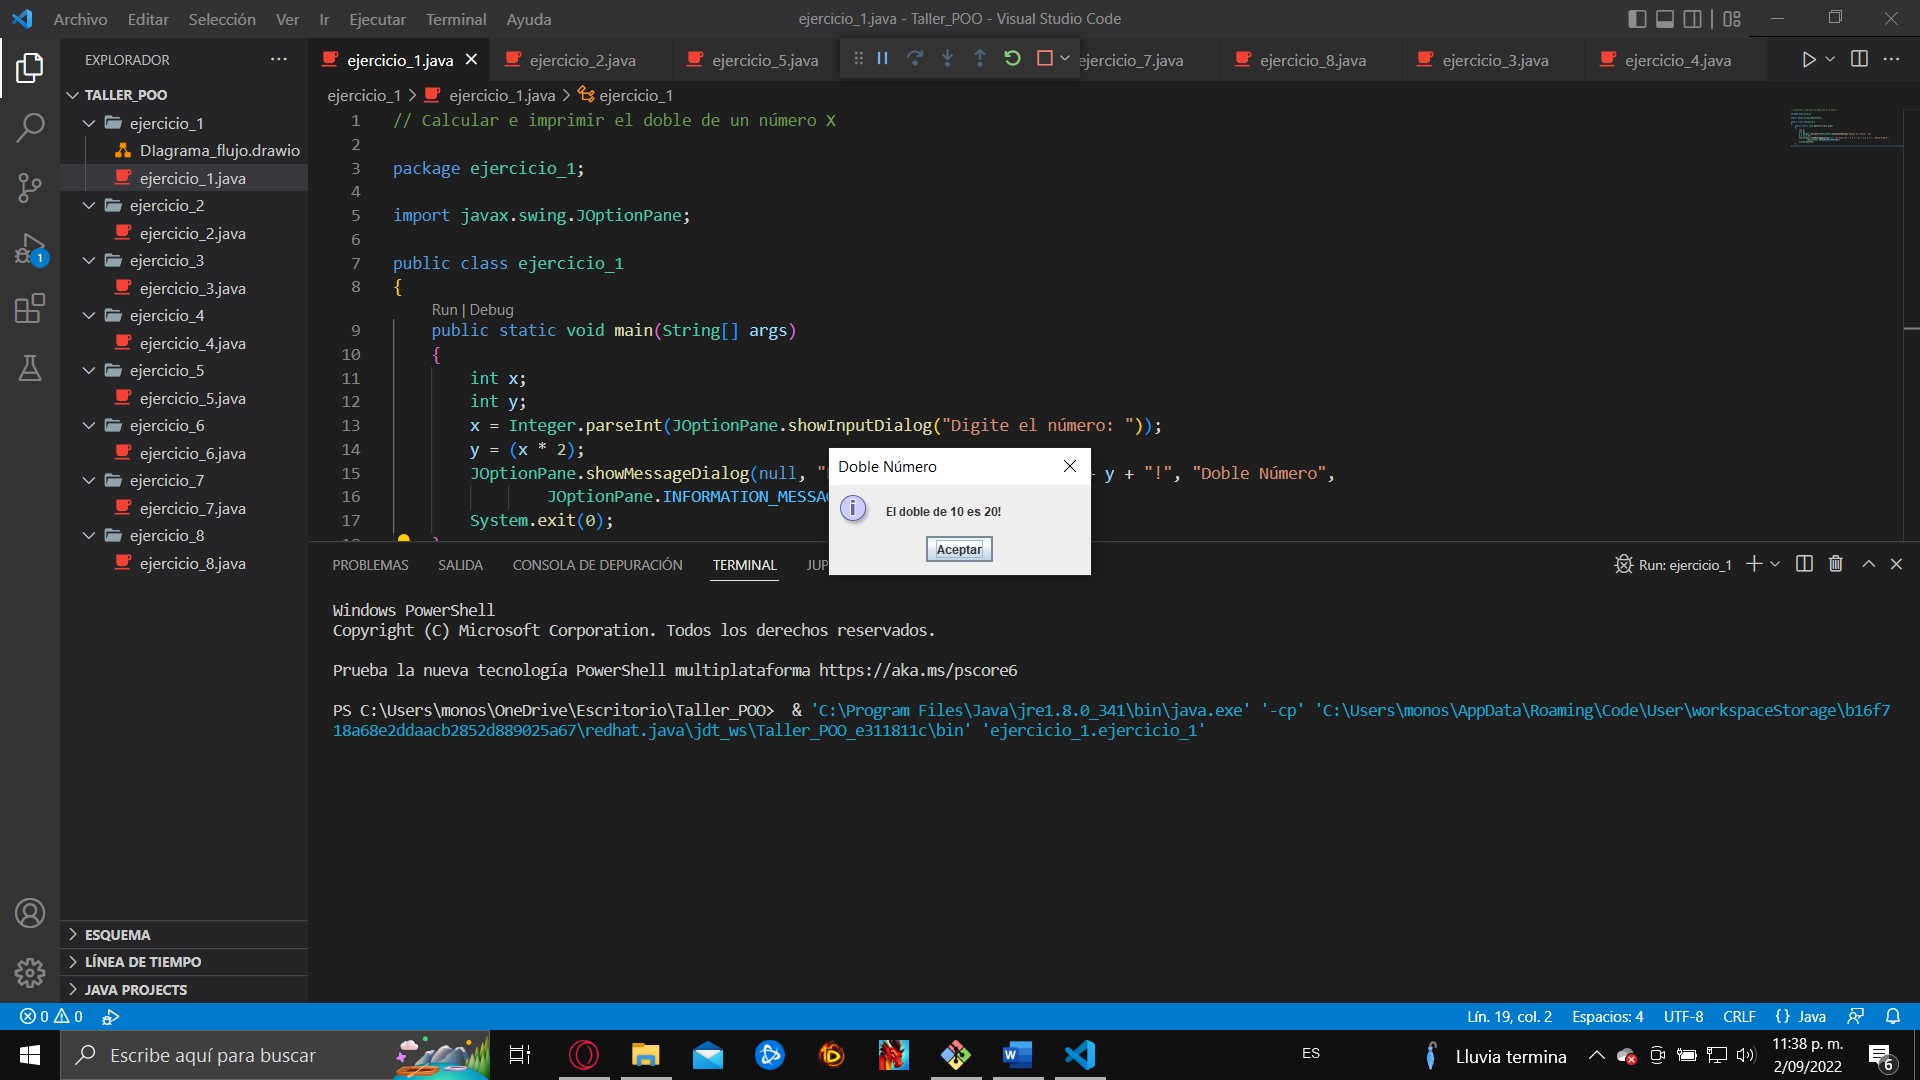 Archivo Editar Selección Ver Ir Ejecutar Terminal Ayuda
ejercicio_1.java - Taller_POO - Visual Studio Code
EXPLORADOR
ejercicio_1.java
ejercicio_2.java
ejercicio_5.java
ejercicio_7.java
ejercicio_8.java
ejercicio_3.java
ejercicio_4.java
TALLER_POO
ejercicio_1
DIagrama_flujo.drawio
ejercicio_1.java
ejercicio_2
ejercicio_2.java
ejercicio_3
ejercicio_3.java
ejercicio_4
ejercicio_4.java
ejercicio_5
ejercicio_5.java
ejercicio_6
ejercicio_6.java
ejercicio_7
ejercicio_7.java
ejercicio_8
ejercicio_8.java
1
ESQUEMA
LÍNEA DE TIEMPO
JAVA PROJECTS
ejercicio_1 > ejercicio_1.java > ejercicio_1
1 // Calcular e imprimir el doble de un número X
2
3 package ejercicio_1;
4
5 import javax.swing.JOptionPane;
6
7 public class ejercicio_1
8 {
Run | Debug
9 public static void main(String[] args)
10 {
11 int x;
12 int y;
13 x = Integer.parseInt(JOptionPane.showInputDialog("Digite el número: "));
14 y = (x * 2);
15 JOptionPane.showMessageDialog(null, " + y + "!", "Doble Número",
16 JOptionPane.INFORMATION_MESSA
17 System.exit(0);
Doble Número
El doble de 10 es 20!
Aceptar
PROBLEMAS SALIDA CONSOLA DE DEPURACIÓN TERMINAL JUP
Run: ejercicio_1
Windows PowerShell
Copyright (C) Microsoft Corporation. Todos los derechos reservados.
Prueba la nueva tecnología PowerShell multiplataforma https://aka.ms/pscore6
PS C:\Users\monos\OneDrive\Escritorio\Taller_POO> & 'C:\Program Files\Java\jre1.8.0_341\bin\java.exe' '-cp' 'C:\Users\monos\AppData\Roaming\Code\User\workspaceStorage\b16f7
18a68e2ddaacb2852d889025a67\redhat.java\jdt_ws\Taller_POO_e311811c\bin' 'ejercicio_1.ejercicio_1'
0 0
Lín. 19, col. 2 Espacios: 4 UTF-8 CRLF {} Java
Escribe aquí para buscar
ES
Lluvia termina
11:38 p. m.
2/09/2022
6